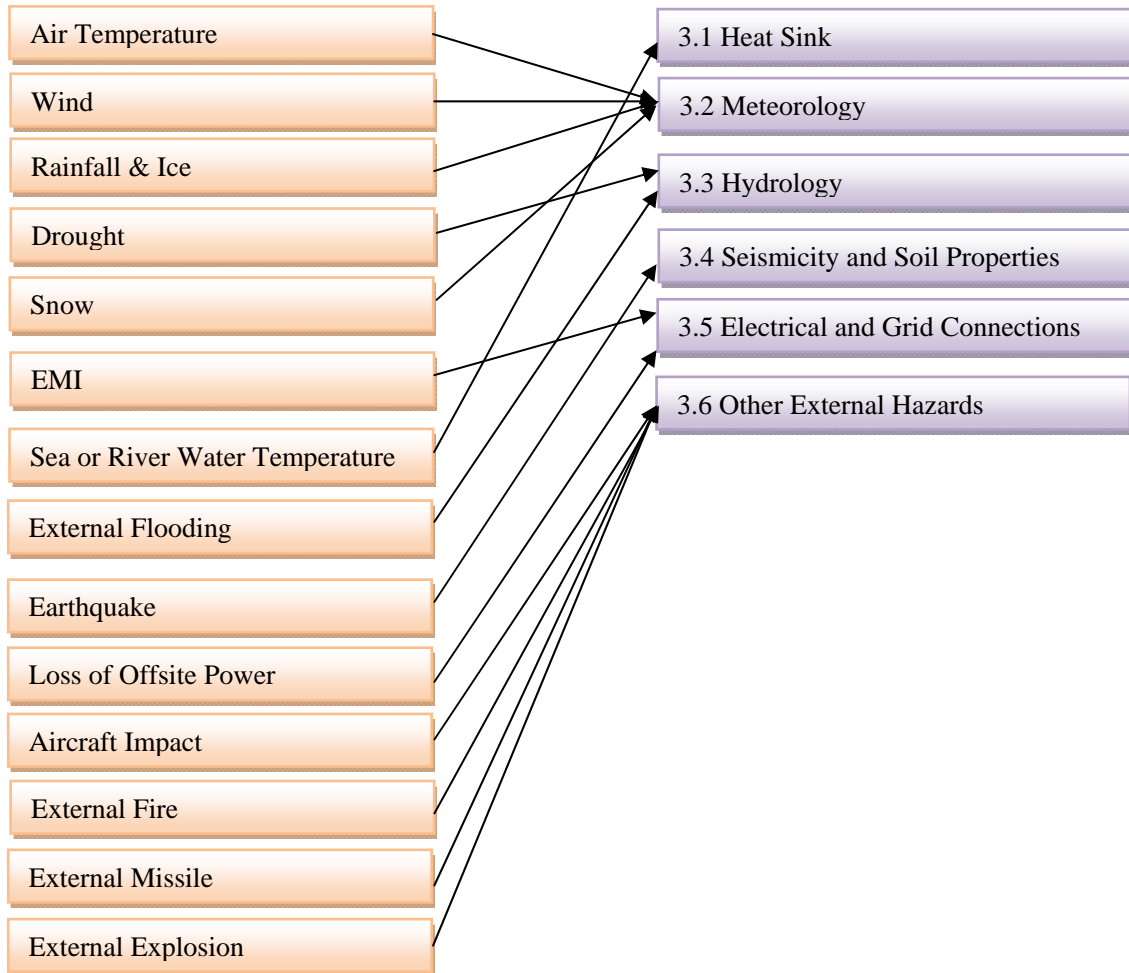 Air Temperature
Wind
Rainfall & Ice
Drought
Snow
EMI
Sea or River Water Temperature
External Flooding
Earthquake
Loss of Offsite Power
Aircraft Impact
External Fire
External Missile
External Explosion
3.1 Heat Sink
3.2 Meteorology
3.3 Hydrology
3.4 Seismicity and Soil Properties
3.5 Electrical and Grid Connections
3.6 Other External Hazards